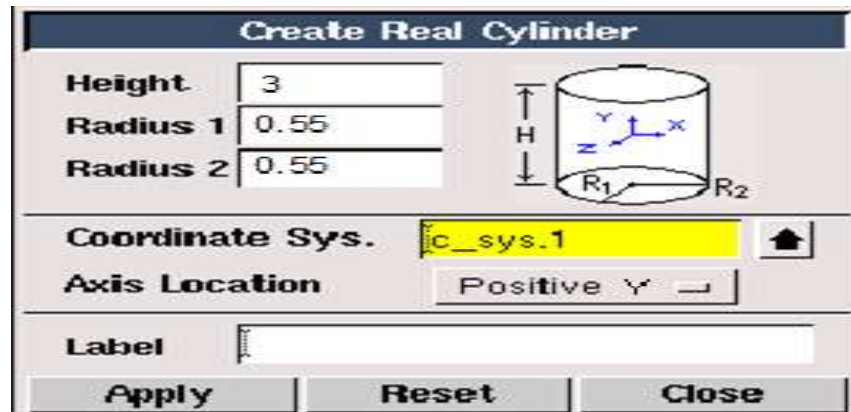 Create Real Cylinder
Height 3
Radius 1 0.55
Radius 2 0.55
H
Y
X
Z
R1
R2
Coordinate Sys. c_sys.1
Axis Location Positive Y
Label
Apply Reset Close